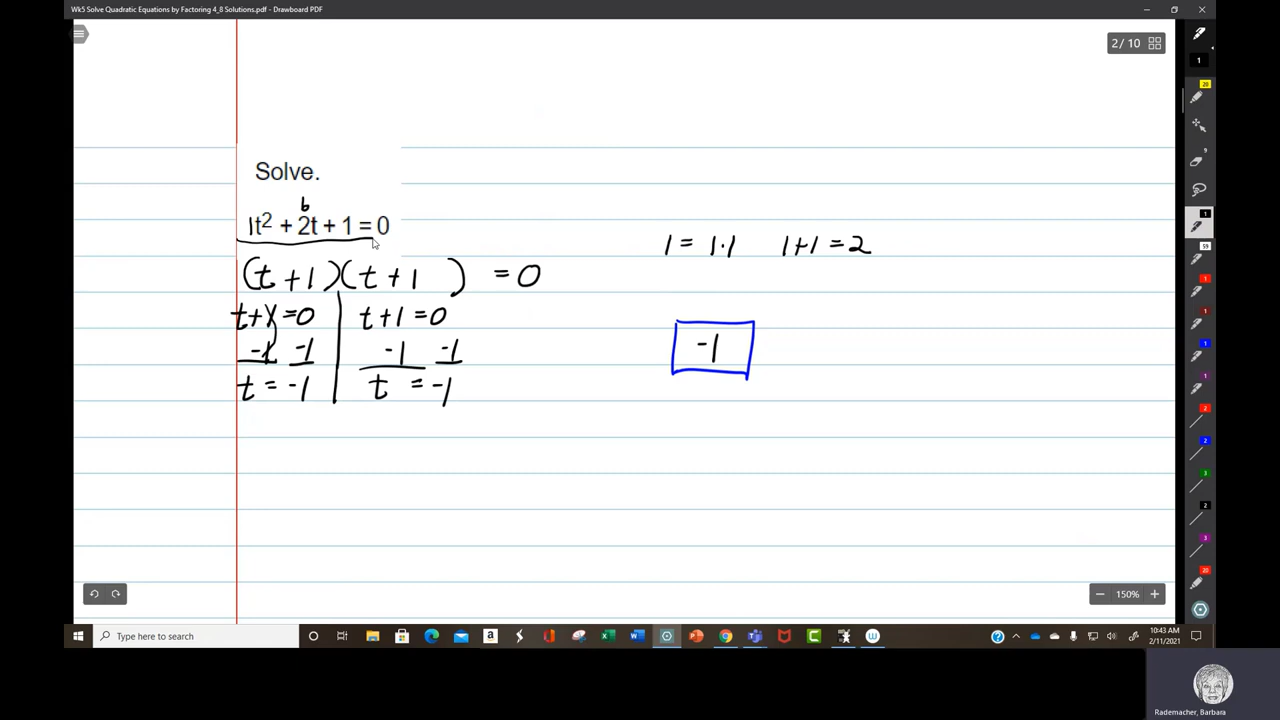 Wk5 Solve Quadratic Equations by Factoring 4_8 Solutions.pdf - Drawboard PDF
2 / 10
1
Solve.
b
1t² + 2t + 1 = 0
1 = 1·1 1+1 = 2
(t + 1)(t + 1) = 0
t+1=0 t+1=0
-1 -1 -1 -1
t = -1 t = -1
-1
150%
Type here to search
10:43 AM
2/11/2021
Rademacher, Barbara